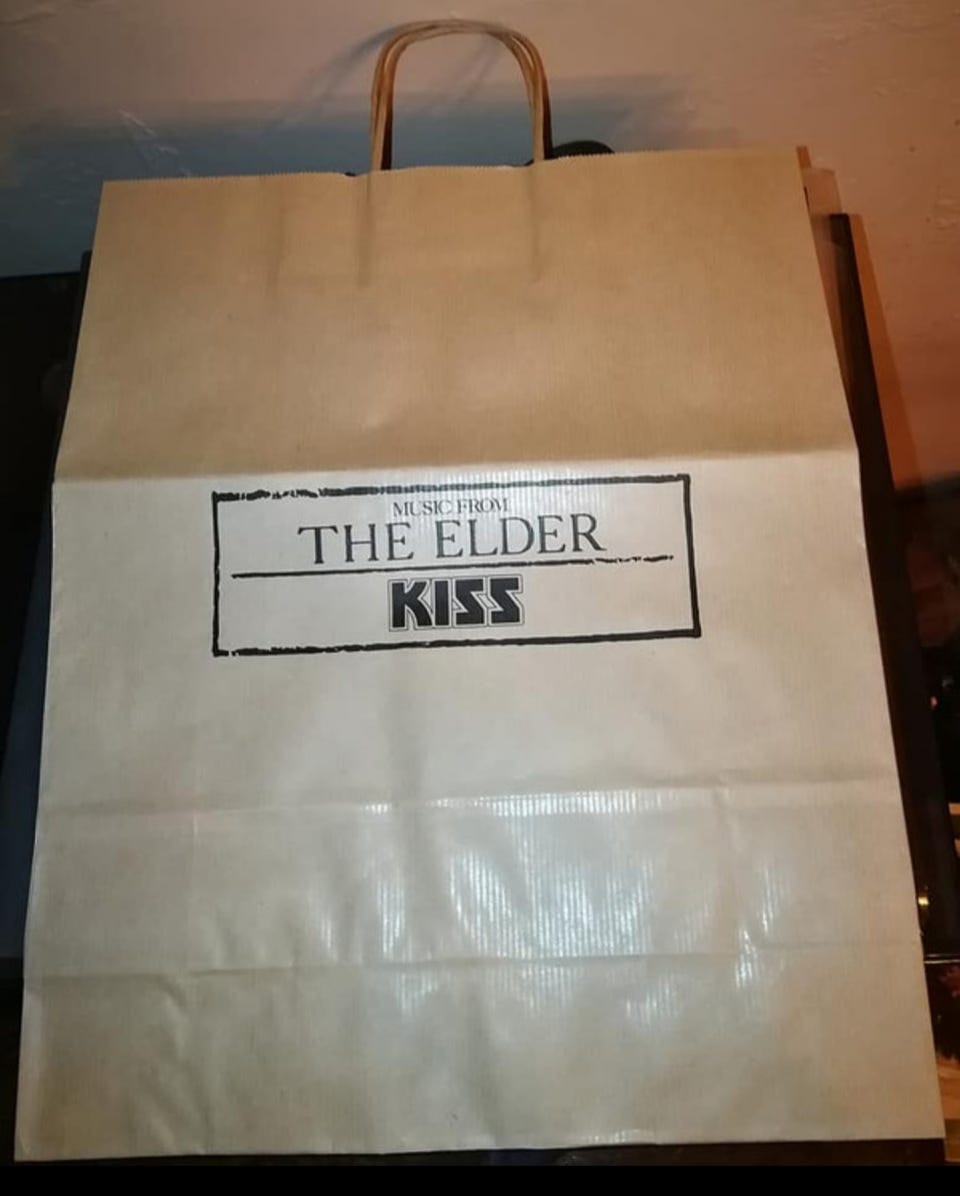 MUSIC FROM
THE ELDER
KISS